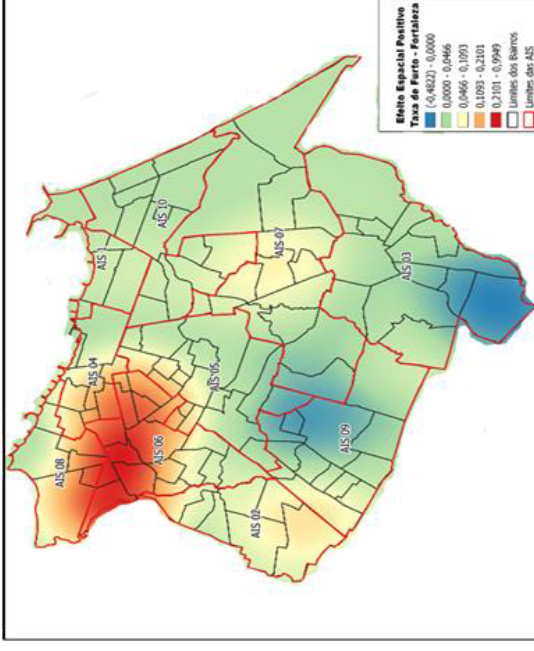 AIS 08
AIS 04
AIS 1
AIS 10
AIS 06
AIS 05
AIS 07
AIS 02
AIS 09
AIS 03
Efeito Espacial Positivo
Taxa de Furto - Fortaleza
(-0,4822) - 0,0000
0,0000 - 0,0466
0,0466 - 0,1093
0,1093 - 0,2101
0,2101 - 0,9949
Limites dos Bairros
Limites das AIS